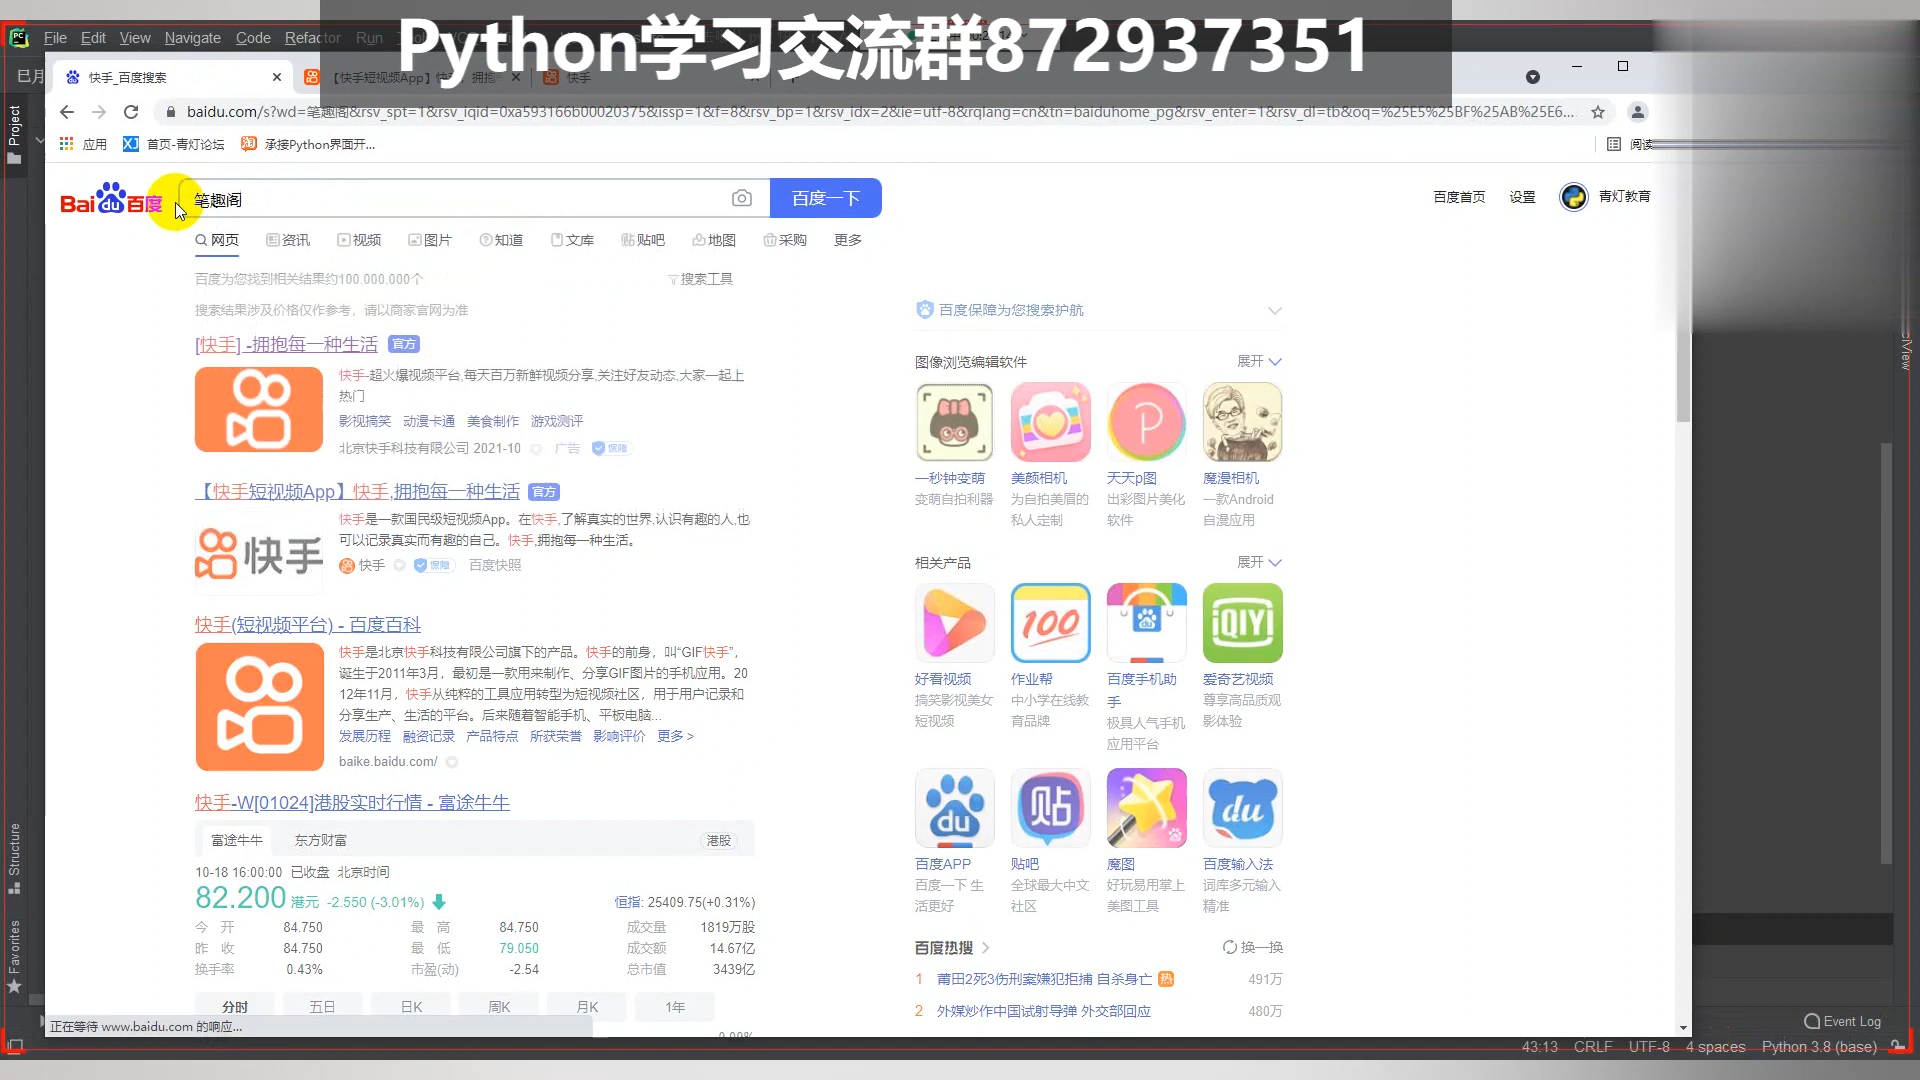 Python学习交流群872937351
File Edit View Navigate Code Refactor Run
快手_百度搜索
【快手短视频App】快手，拥抱
快手
baidu.com/s?wd=笔趣阁&rsv_spt=1&rsv_iqid=0xa593166b00020375&issp=1&f=8&rsv_bp=1&rsv_idx=2&ie=utf-8&rqlang=cn&tn=baiduhome_pg&rsv_enter=1&rsv_dl=tb&oq=%25E5%25BF%25AB%25E6...
应用 首页-青灯论坛 承接Python界面开... 阅读
Project
Bai du 百度
笔趣阁
百度一下
百度首页 设置 青灯教育
网页 资讯 视频 图片 知道 文库 贴吧 地图 采购 更多
百度为您找到相关结果约100,000,000个 搜索工具
搜索结果涉及价格仅作参考，请以商家官网为准
[快手] -拥抱每一种生活 官方
快手-超火爆视频平台,每天百万新鲜视频分享,关注好友动态,大家一起上
热门
影视搞笑 动漫卡通 美食制作 游戏测评
北京快手科技有限公司 2021-10 广告 保障
【快手短视频App】快手,拥抱每一种生活 官方
快手
快手是一款国民级短视频App。在快手,了解真实的世界,认识有趣的人,也
可以记录真实而有趣的自己。快手,拥抱每一种生活。
快手 保障 百度快照
快手(短视频平台) - 百度百科
快手是北京快手科技有限公司旗下的产品。快手的前身，叫“GIF快手”，
诞生于2011年3月，最初是一款用来制作、分享GIF图片的手机应用。20
12年11月，快手从纯粹的工具应用转型为短视频社区，用于用户记录和
分享生产、生活的平台。后来随着智能手机、平板电脑...
发展历程 融资记录 产品特点 所获荣誉 影响评价 更多 >
baike.baidu.com/
快手-W[01024]港股实时行情 - 富途牛牛
富途牛牛 东方财富 港股
10-18 16:00:00 已收盘 北京时间
82.200 港元 -2.550 (-3.01%) 恒指: 25409.75(+0.31%)
今开 84.750 最高 84.750 成交量 1819万股
昨收 84.750 最低 79.050 成交额 14.67亿
换手率 0.43% 市盈(动) -2.54 总市值 3439亿
分时 五日 日K 周K 月K 1年
0.00%
正在等待 www.baidu.com 的响应...
百度保障为您搜索护航
图像浏览编辑软件 展开
一秒钟变萌 美颜相机 天天p图 魔漫相机
变萌自拍利器 为自拍美眉的 出彩图片美化 一款Android
私人定制 软件 自漫应用
相关产品 展开
100
iQIYI
好看视频 作业帮 百度手机助 爱奇艺视频
手
搞笑影视美女 中小学在线教 极具人气手机 尊享高品质观
短视频 育品牌 应用平台 影体验
du 贴 du
百度APP 贴吧 魔图 百度输入法
百度一下 生 全球最大中文 好玩易用掌上 词库多元输入
活更好 社区 美图工具 精准
百度热搜 换一换
1 莆田2死3伤刑案嫌犯拒捕 自杀身亡 热 491万
2 外媒炒作中国试射导弹 外交部回应 480万
Structure
Favorites
Event Log
43:13 CRLF UTF-8 4 spaces Python 3.8 (base)